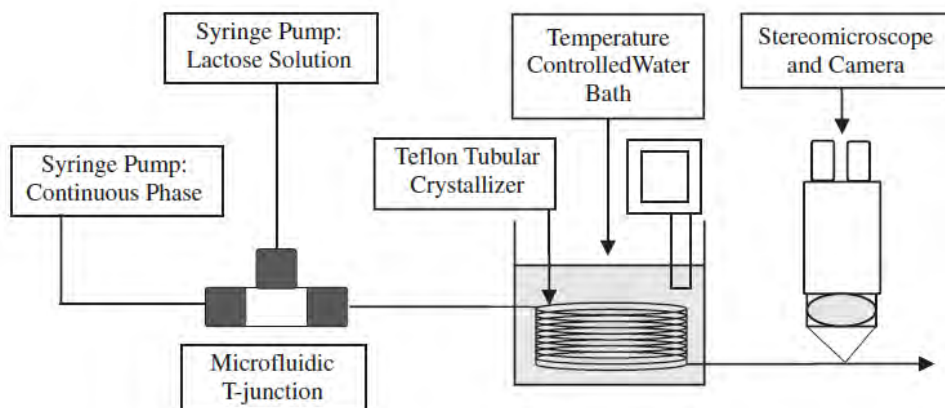 Syringe Pump:
Lactose Solution
Temperature
ControlledWater
Bath
Stereomicroscope
and Camera
Syringe Pump:
Continuous Phase
Teflon Tubular
Crystallizer
Microfluidic
T-junction